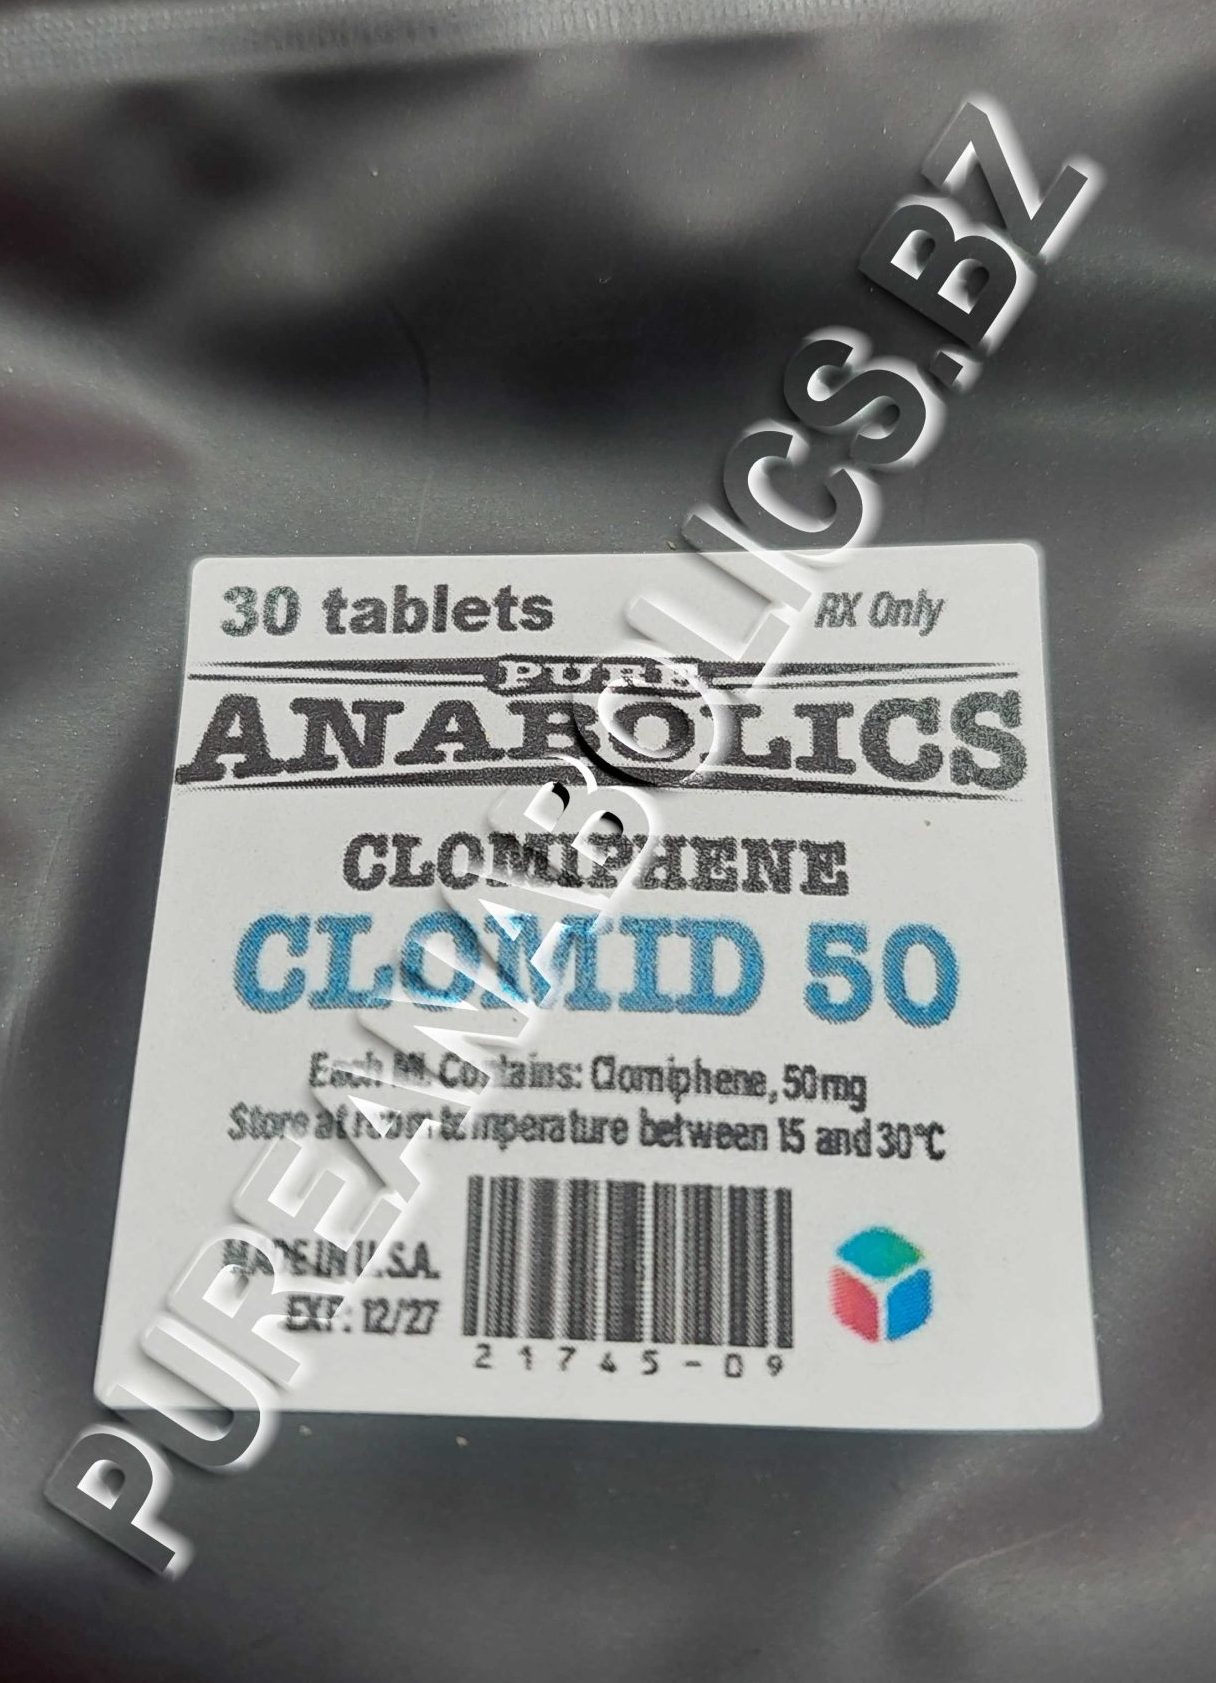 30 tablets
RX Only
PURE
ANABOLICS
CLOMIPHENE
CLOMID 50
Each Ml. Contains: Clomiphene, 50mg
Store at room temperature between 15 and 30°C
MADE IN U.S.A.
EXP: 12/27
21745-09
PUREANABOLICS.BZ